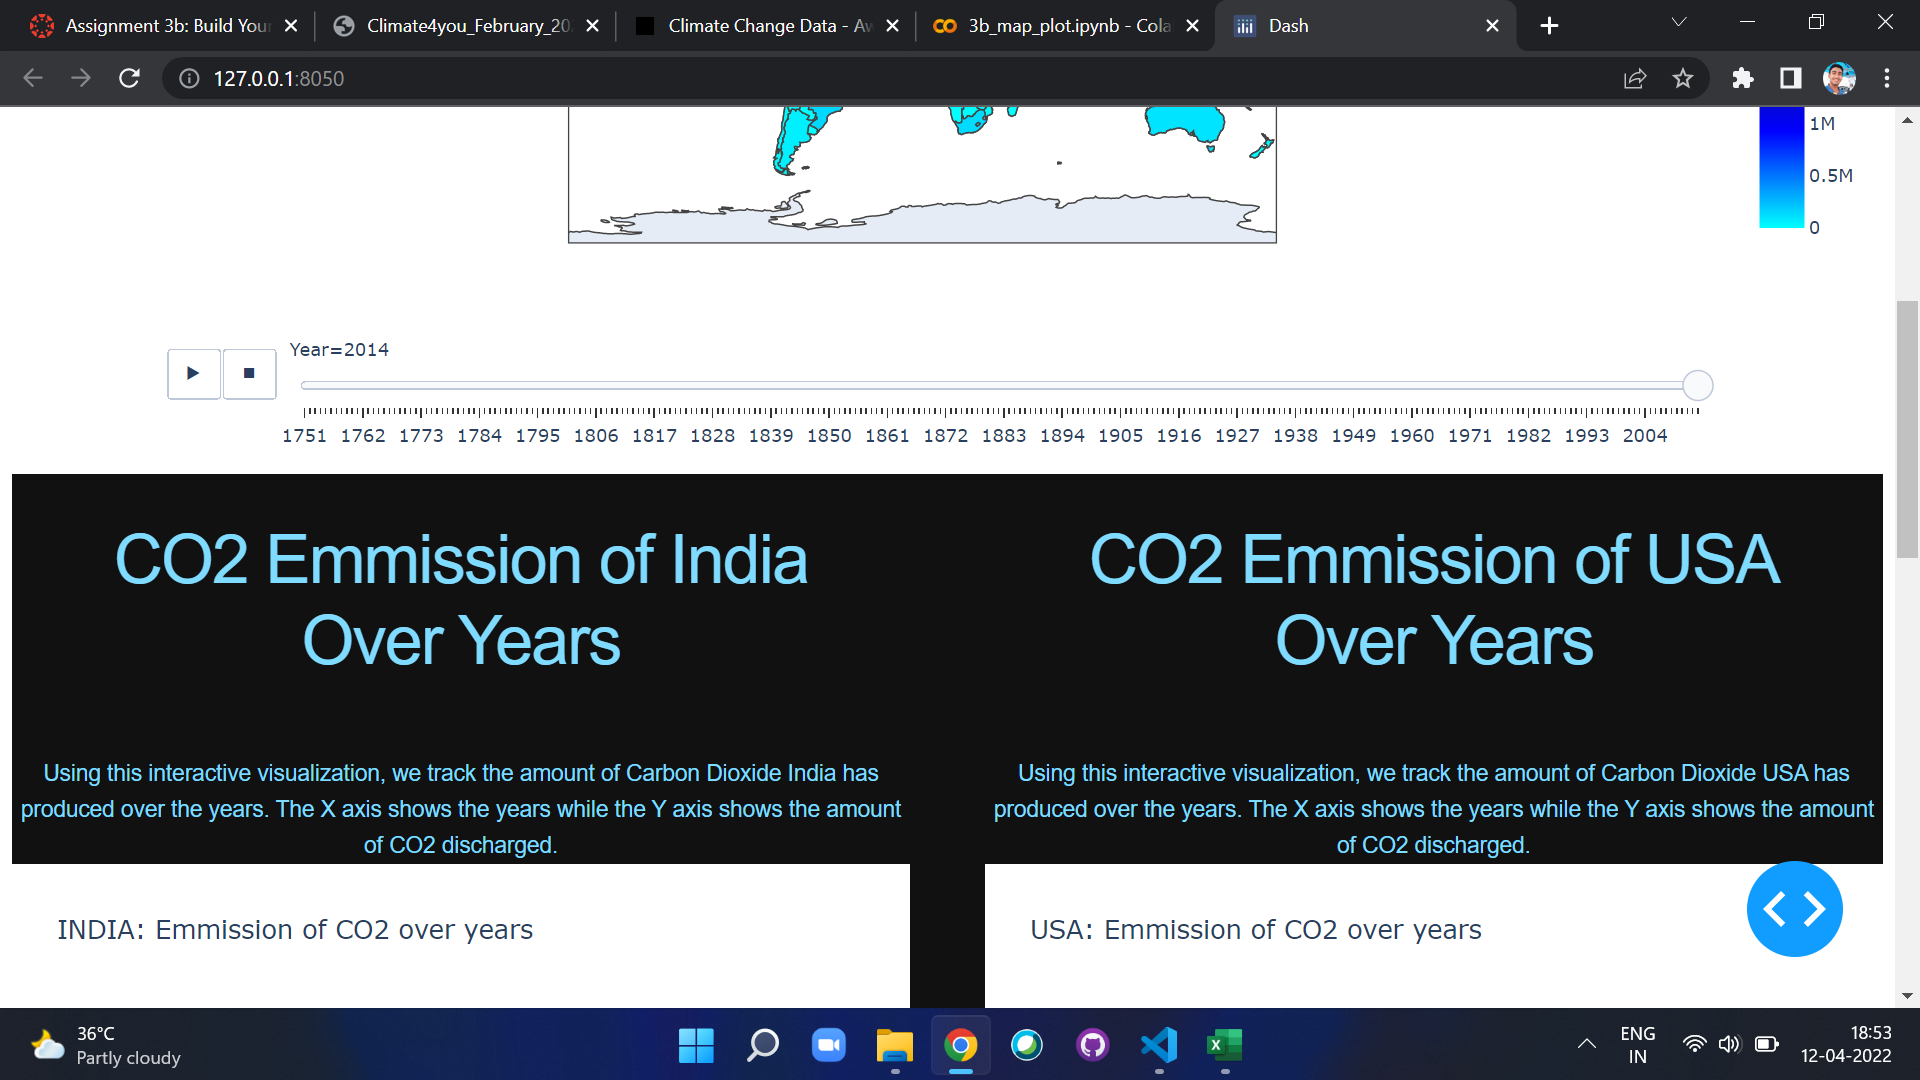 Assignment 3b: Build Your
Climate4you_February_20
Climate Change Data - Aw
3b_map_plot.ipynb - Cola
Dash
127.0.0.1:8050
1M
0.5M
0
Year=2014
1751 1762 1773 1784 1795 1806 1817 1828 1839 1850 1861 1872 1883 1894 1905 1916 1927 1938 1949 1960 1971 1982 1993 2004
CO2 Emmission of India
Over Years
Using this interactive visualization, we track the amount of Carbon Dioxide India has
produced over the years. The X axis shows the years while the Y axis shows the amount
of CO2 discharged.
INDIA: Emmission of CO2 over years
CO2 Emmission of USA
Over Years
Using this interactive visualization, we track the amount of Carbon Dioxide USA has
produced over the years. The X axis shows the years while the Y axis shows the amount
of CO2 discharged.
USA: Emmission of CO2 over years
36°C
Partly cloudy
ENG
IN
18:53
12-04-2022